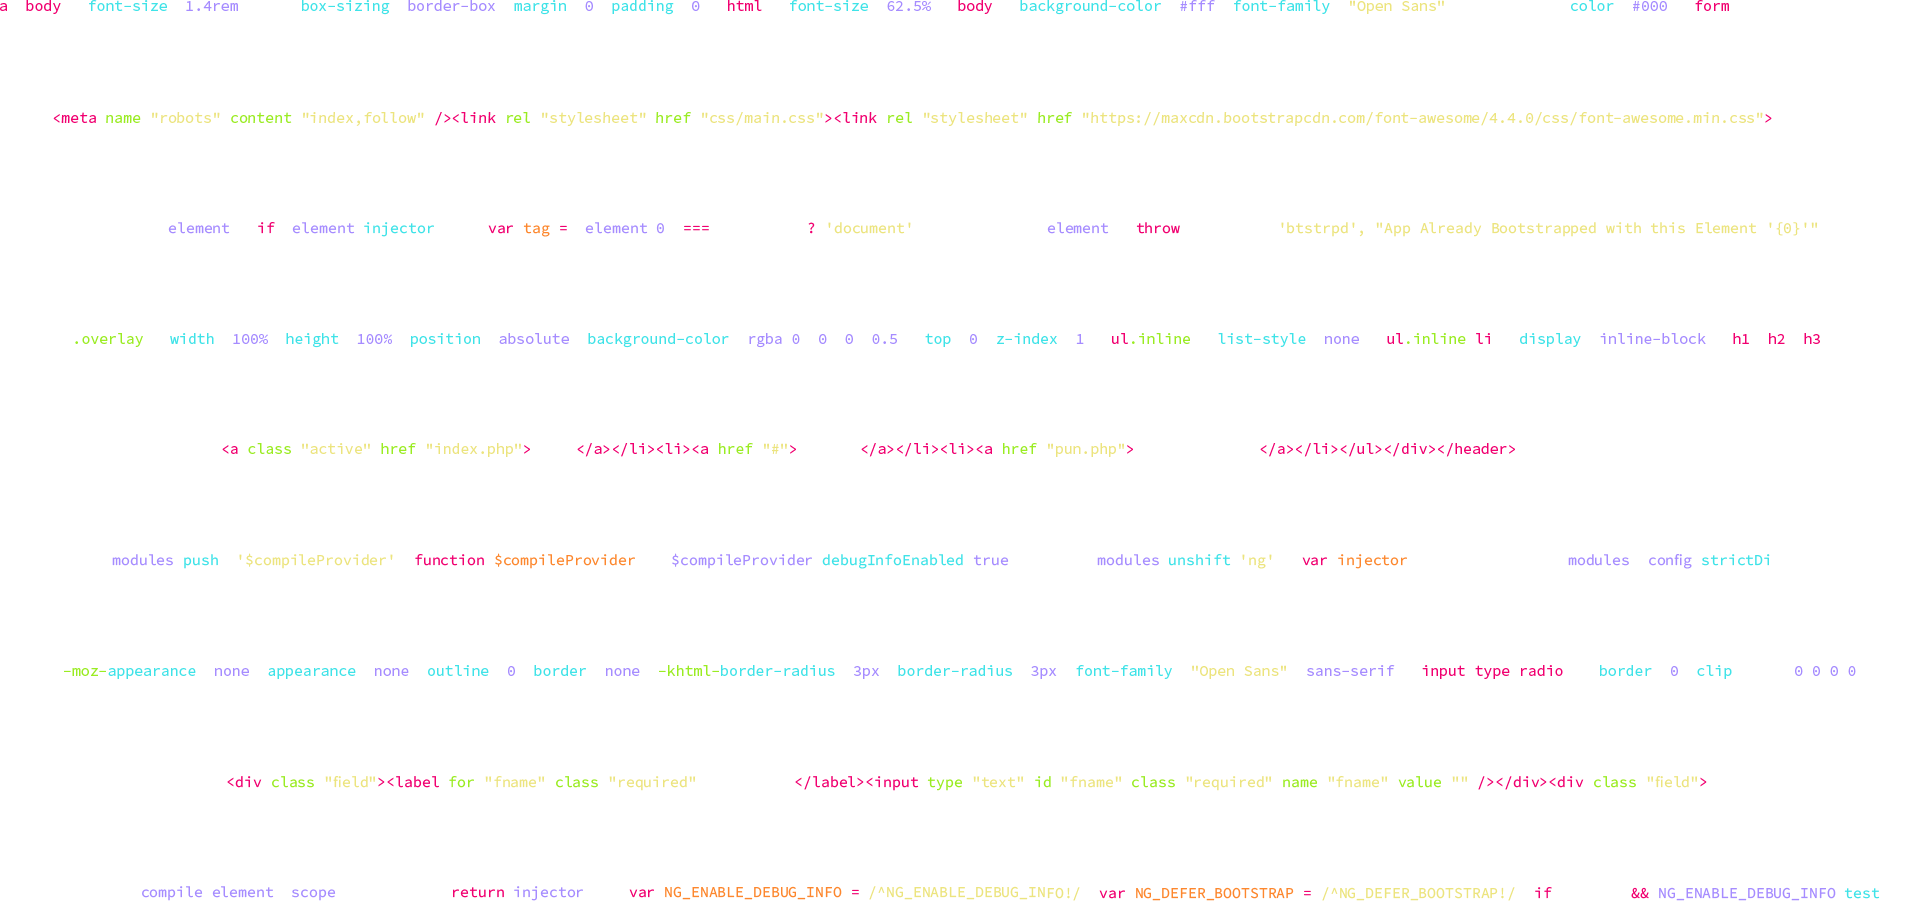 a body font-size 1.4rem box-sizing border-box margin 0 padding 0 html font-size 62.5% body background-color #fff font-family "Open Sans" color #000 form
<meta name "robots" content "index,follow" /><link rel "stylesheet" href "css/main.css"><link rel "stylesheet" href "https://maxcdn.bootstrapcdn.com/font-awesome/4.4.0/css/font-awesome.min.css">
element if element injector var tag = element 0 === ? 'document' element throw 'btstrpd', "App Already Bootstrapped with this Element '{0}'"
.overlay width 100% height 100% position absolute background-color rgba 0 0 0 0.5 top 0 z-index 1 ul.inline list-style none ul.inline li display inline-block h1 h2 h3
<a class "active" href "index.php"> </a></li><li><a href "#"> </a></li><li><a href "pun.php"> </a></li></ul></div></header>
modules push '$compileProvider' function $compileProvider $compileProvider debugInfoEnabled true modules unshift 'ng' var injector modules config strictDi
-moz-appearance none appearance none outline 0 border none -khtml-border-radius 3px border-radius 3px font-family "Open Sans" sans-serif input type radio border 0 clip 0 0 0 0
<div class "field"><label for "fname" class "required" </label><input type "text" id "fname" class "required" name "fname" value "" /></div><div class "field">
compile element scope return injector var NG_ENABLE_DEBUG_INFO = /^NG_ENABLE_DEBUG_INFO!/ var NG_DEFER_BOOTSTRAP = /^NG_DEFER_BOOTSTRAP!/ if && NG_ENABLE_DEBUG_INFO test